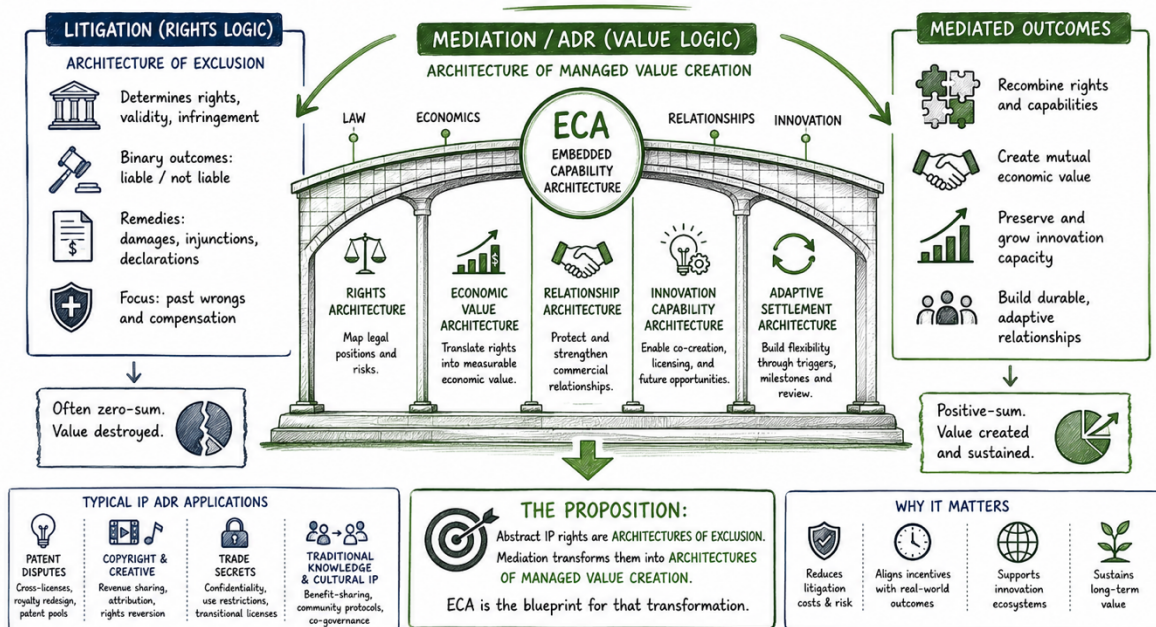 LITIGATION (RIGHTS LOGIC)
ARCHITECTURE OF EXCLUSION
Determines rights,
validity, infringement
Binary outcomes:
liable / not liable
Remedies:
damages, injunctions,
declarations
$
Focus: past wrongs
and compensation
Often zero-sum.
Value destroyed.
MEDIATION / ADR (VALUE LOGIC)
ARCHITECTURE OF MANAGED VALUE CREATION
LAW
ECONOMICS
ECA
EMBEDDED
CAPABILITY
ARCHITECTURE
RELATIONSHIPS
INNOVATION
RIGHTS
ARCHITECTURE
Map legal
positions and
risks.
$
ECONOMIC
VALUE
ARCHITECTURE
Translate rights
into measurable
economic value.
RELATIONSHIP
ARCHITECTURE
Protect and
strengthen
commercial
relationships.
INNOVATION
CAPABILITY
ARCHITECTURE
Enable co-creation,
licensing, and
future opportunities.
ADAPTIVE
SETTLEMENT
ARCHITECTURE
Build flexibility
through triggers,
milestones and
review.
MEDIATED OUTCOMES
Recombine rights
and capabilities
Create mutual
economic value
Preserve and
grow innovation
capacity
Build durable,
adaptive
relationships
Positive-sum.
Value created
and sustained.
TYPICAL IP ADR APPLICATIONS
PATENT
DISPUTES
Cross-licenses,
royalty redesign,
patent pools
COPYRIGHT &
CREATIVE
Revenue sharing,
attribution,
rights reversion
TRADE
SECRETS
Confidentiality,
use restrictions,
transitional licenses
TRADITIONAL
KNOWLEDGE
& CULTURAL IP
Benefit-sharing,
community protocols,
co-governance
THE PROPOSITION:
Abstract IP rights are ARCHITECTURES OF EXCLUSION.
Mediation transforms them into ARCHITECTURES
OF MANAGED VALUE CREATION.
ECA is the blueprint for that transformation.
WHY IT MATTERS
Reduces
litigation
costs & risk
Aligns incentives
with real-world
outcomes
Supports
innovation
ecosystems
Sustains
long-term
value